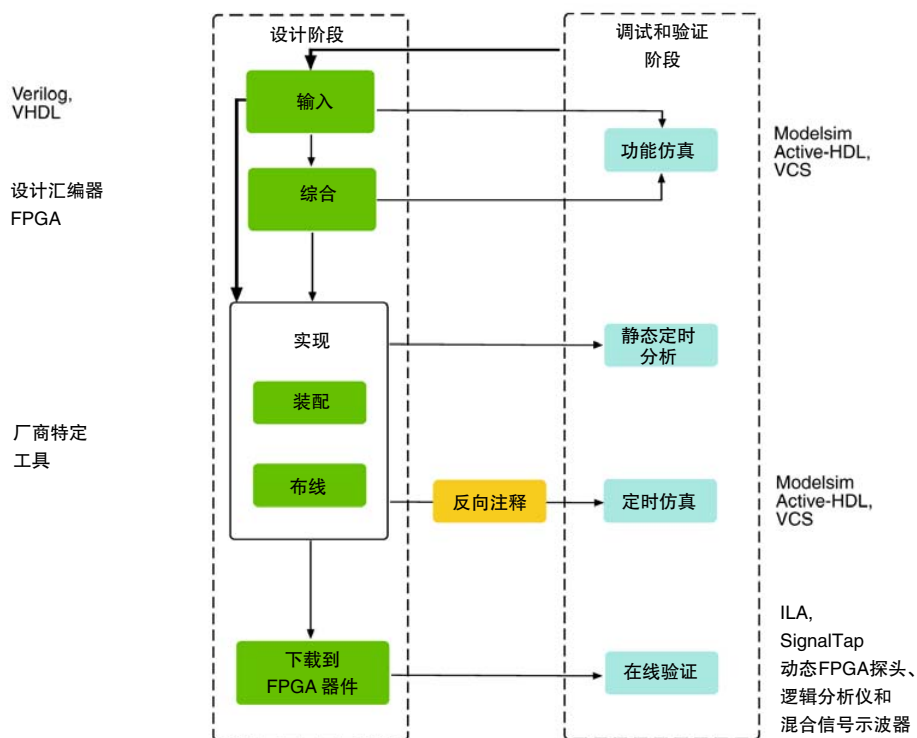 设计阶段
调试和验证
阶段
Verilog,
VHDL
输入
功能仿真
Modelsim
Active-HDL,
VCS
设计汇编器
FPGA
综合
实现
静态定时
分析
装配
厂商特定
工具
布线
反向注释
定时仿真
Modelsim
Active-HDL,
VCS
下载到
FPGA 器件
在线验证
ILA,
SignalTap
动态FPGA探头、
逻辑分析仪和
混合信号示波器